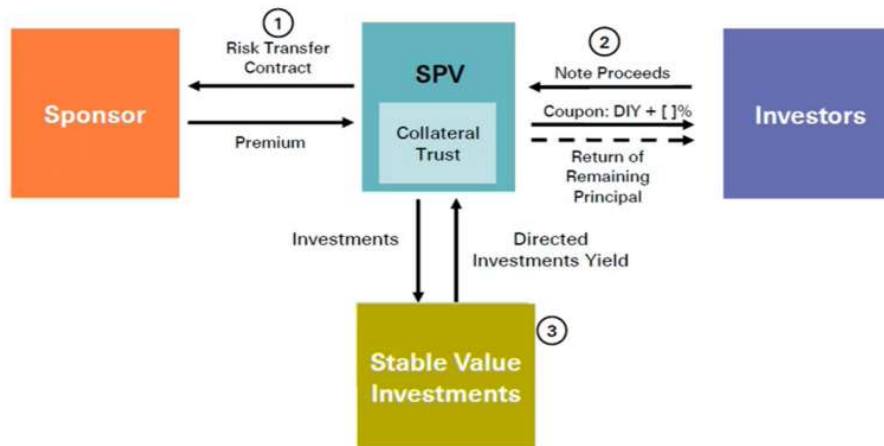 ①
Risk Transfer
Contract
Sponsor
Premium
SPV
Collateral
Trust
②
Note Proceeds
Coupon: DIY + [ ]%
Return of
Remaining
Principal
Investors
Investments
Directed
Investments Yield
③
Stable Value
Investments